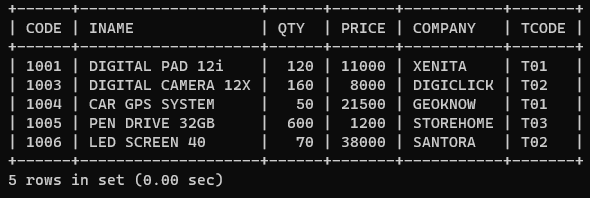 +------+--------------------+------+-------+-----------+-------+
| CODE | INAME              | QTY  | PRICE | COMPANY   | TCODE |
+------+--------------------+------+-------+-----------+-------+
| 1001 | DIGITAL PAD 12i    |  120 | 11000 | XENITA    | T01   |
| 1003 | DIGITAL CAMERA 12X |  160 |  8000 | DIGICLICK | T02   |
| 1004 | CAR GPS SYSTEM     |   50 | 21500 | GEOKNOW   | T01   |
| 1005 | PEN DRIVE 32GB     |  600 |  1200 | STOREHOME | T03   |
| 1006 | LED SCREEN 40      |   70 | 38000 | SANTORA   | T02   |
+------+--------------------+------+-------+-----------+-------+
5 rows in set (0.00 sec)